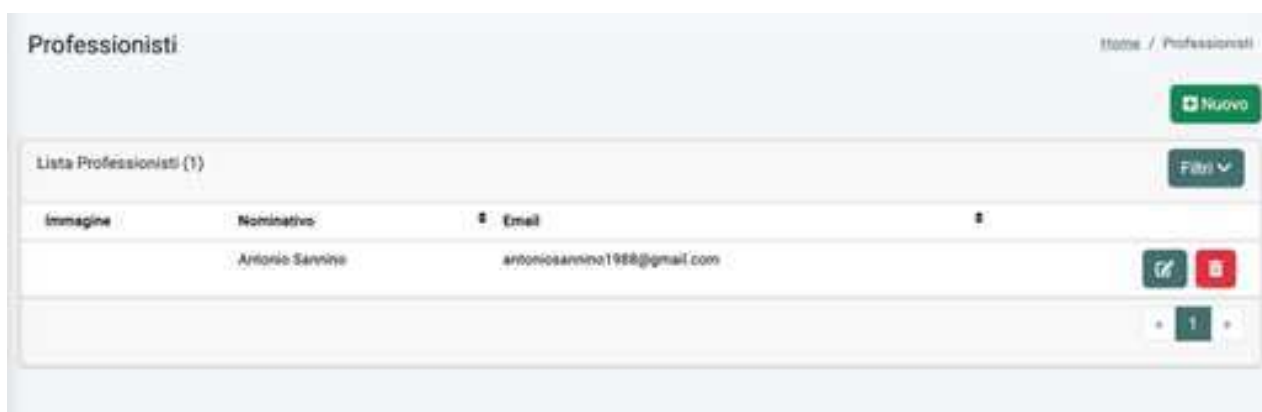 Professionisti
Home / Professionisti
Nuovo
Lista Professionisti (1)
Filtri
Immagine Nominativo Email
Antonio Sannino antoniosannino1988@gmail.com
« 1 »